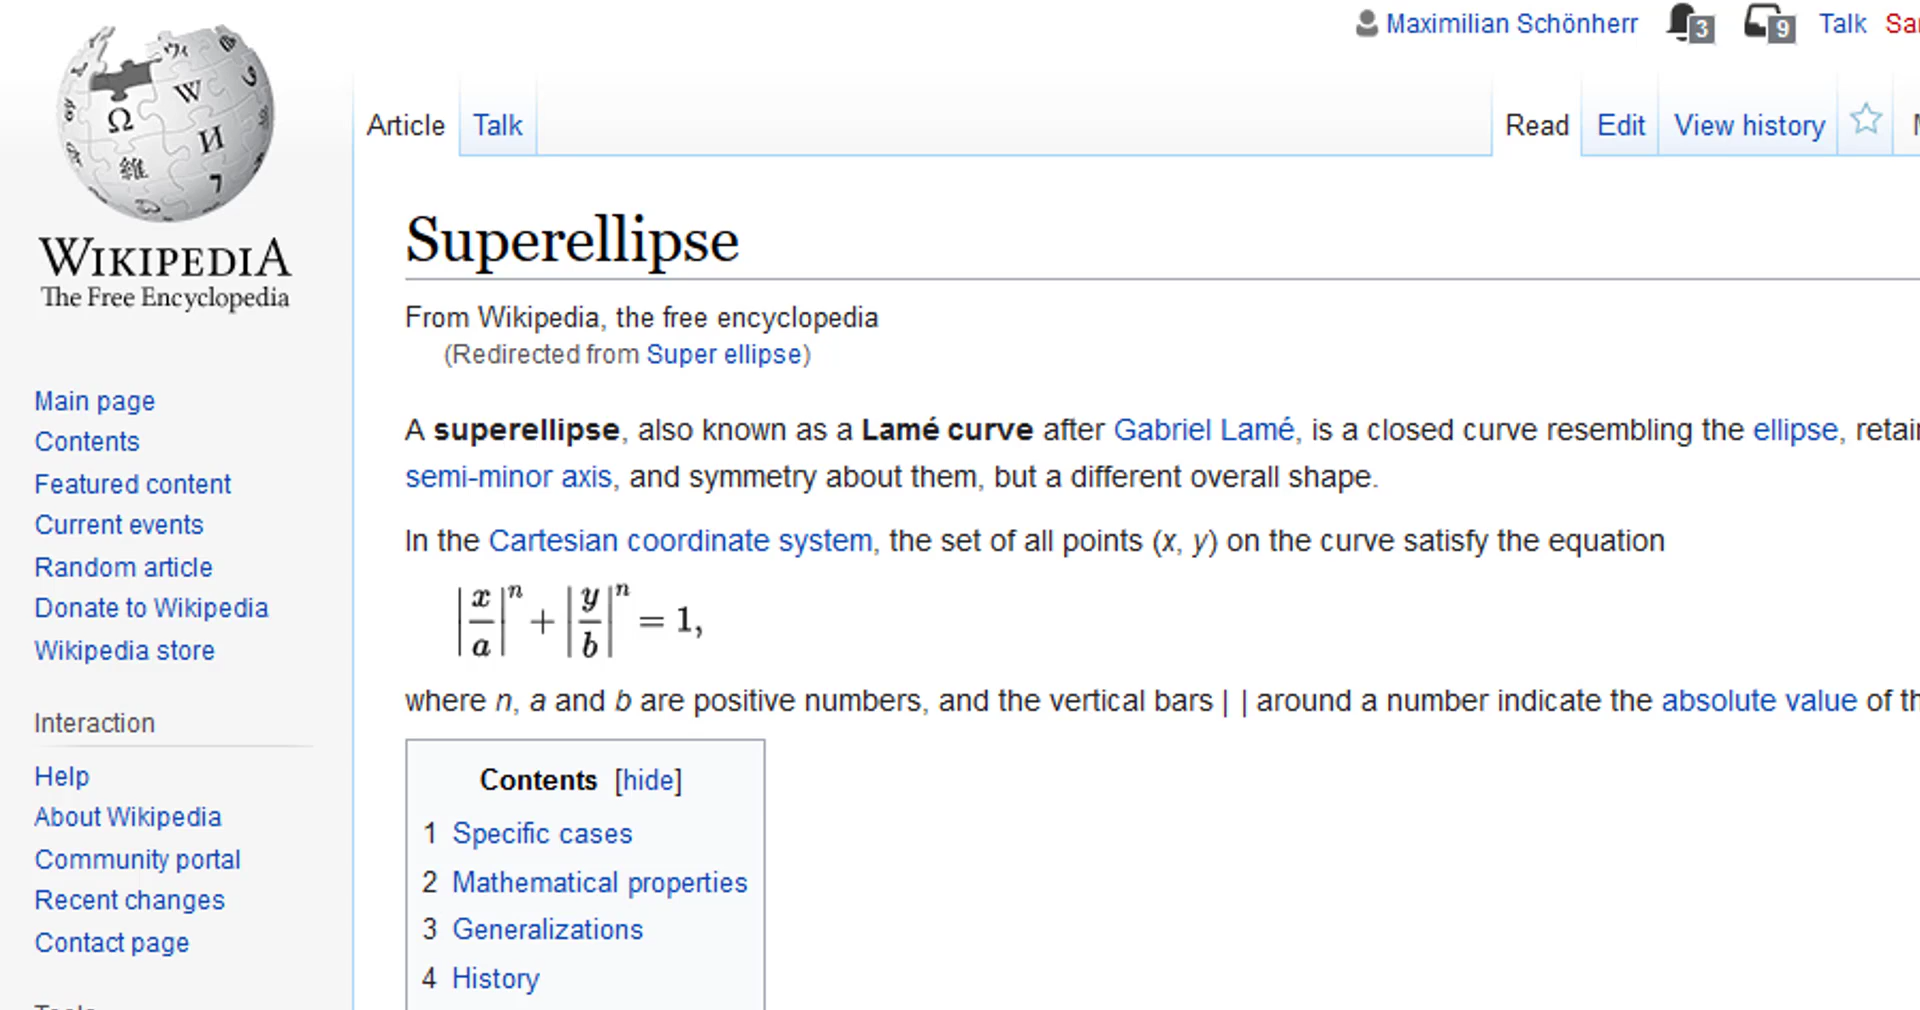 Maximilian Schönherr 3 9 Talk
Article Talk Read Edit View history
WIKIPEDIA
The Free Encyclopedia
Superellipse
From Wikipedia, the free encyclopedia
(Redirected from Super ellipse)
A superellipse, also known as a Lamé curve after Gabriel Lamé, is a closed curve resembling the ellipse,
semi-minor axis, and symmetry about them, but a different overall shape.
In the Cartesian coordinate system, the set of all points (x, y) on the curve satisfy the equation
|x/a|ⁿ + |y/b|ⁿ = 1,
where n, a and b are positive numbers, and the vertical bars | | around a number indicate the absolute value of
Contents [hide]
1 Specific cases
2 Mathematical properties
3 Generalizations
4 History
Main page
Contents
Featured content
Current events
Random article
Donate to Wikipedia
Wikipedia store
Interaction
Help
About Wikipedia
Community portal
Recent changes
Contact page